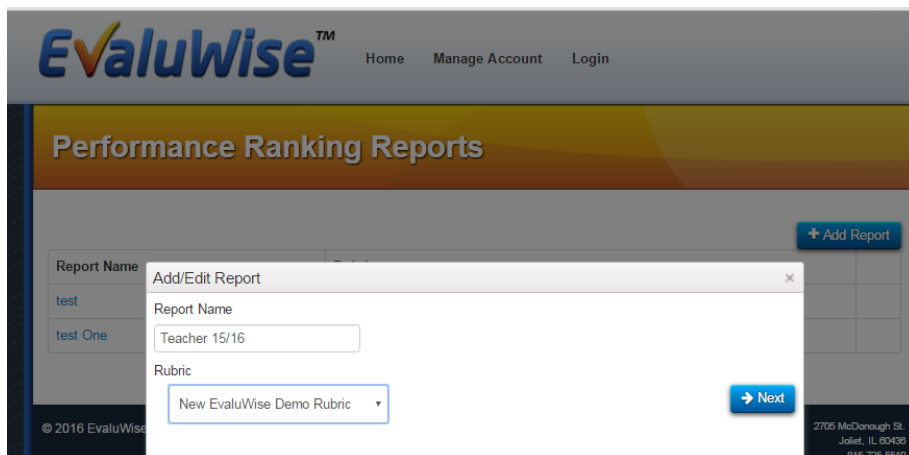 EvaluWise™
Home Manage Account Login
Performance Ranking Reports
+ Add Report
Report Name
Add/Edit Report ×
test
Report Name
test One
Teacher 15/16
Rubric
New EvaluWise Demo Rubric
→ Next
© 2016 EvaluWise
2705 McDonough St.
Joliet, IL 60436